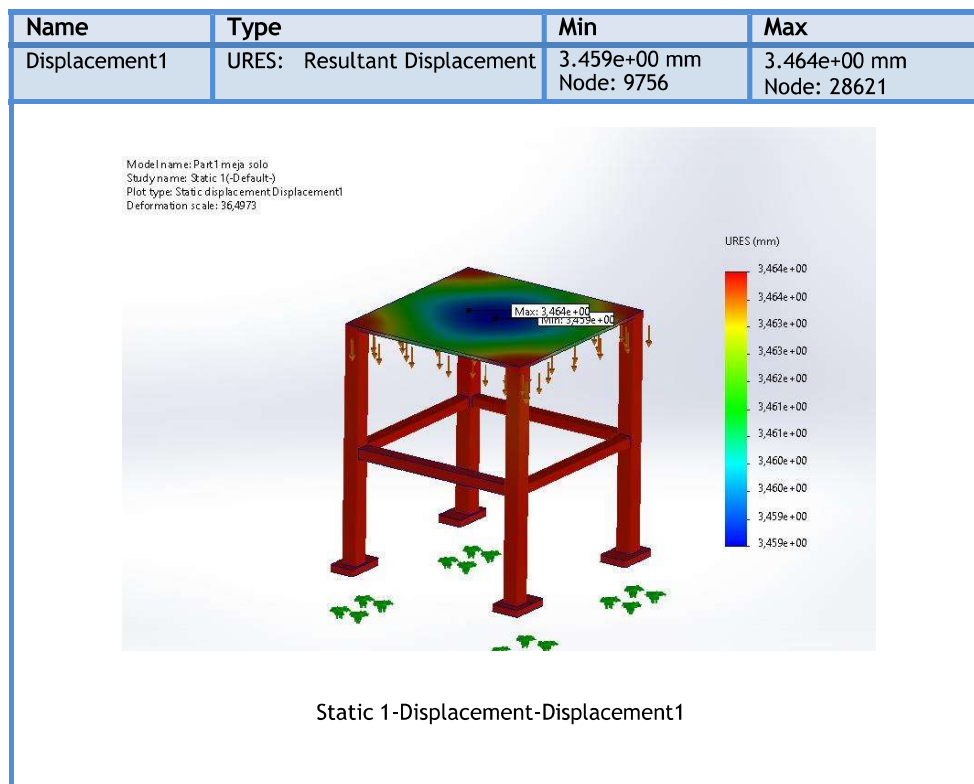 Name Type Min Max
Displacement1 URES: Resultant Displacement 3.459e+00 mm 3.464e+00 mm
Node: 9756 Node: 28621
Model name: Part1 meja solo
Study name: Static 1(-Default-)
Plot type: Static displacement Displacement1
Deformation scale: 36,4973
URES (mm)
3,464e+00
3,464e+00
3,463e+00
3,463e+00
3,462e+00
3,461e+00
3,461e+00
3,460e+00
3,460e+00
3,459e+00
3,459e+00
Max: 3,464e+00
Min: 3,459e+00
Static 1-Displacement-Displacement1